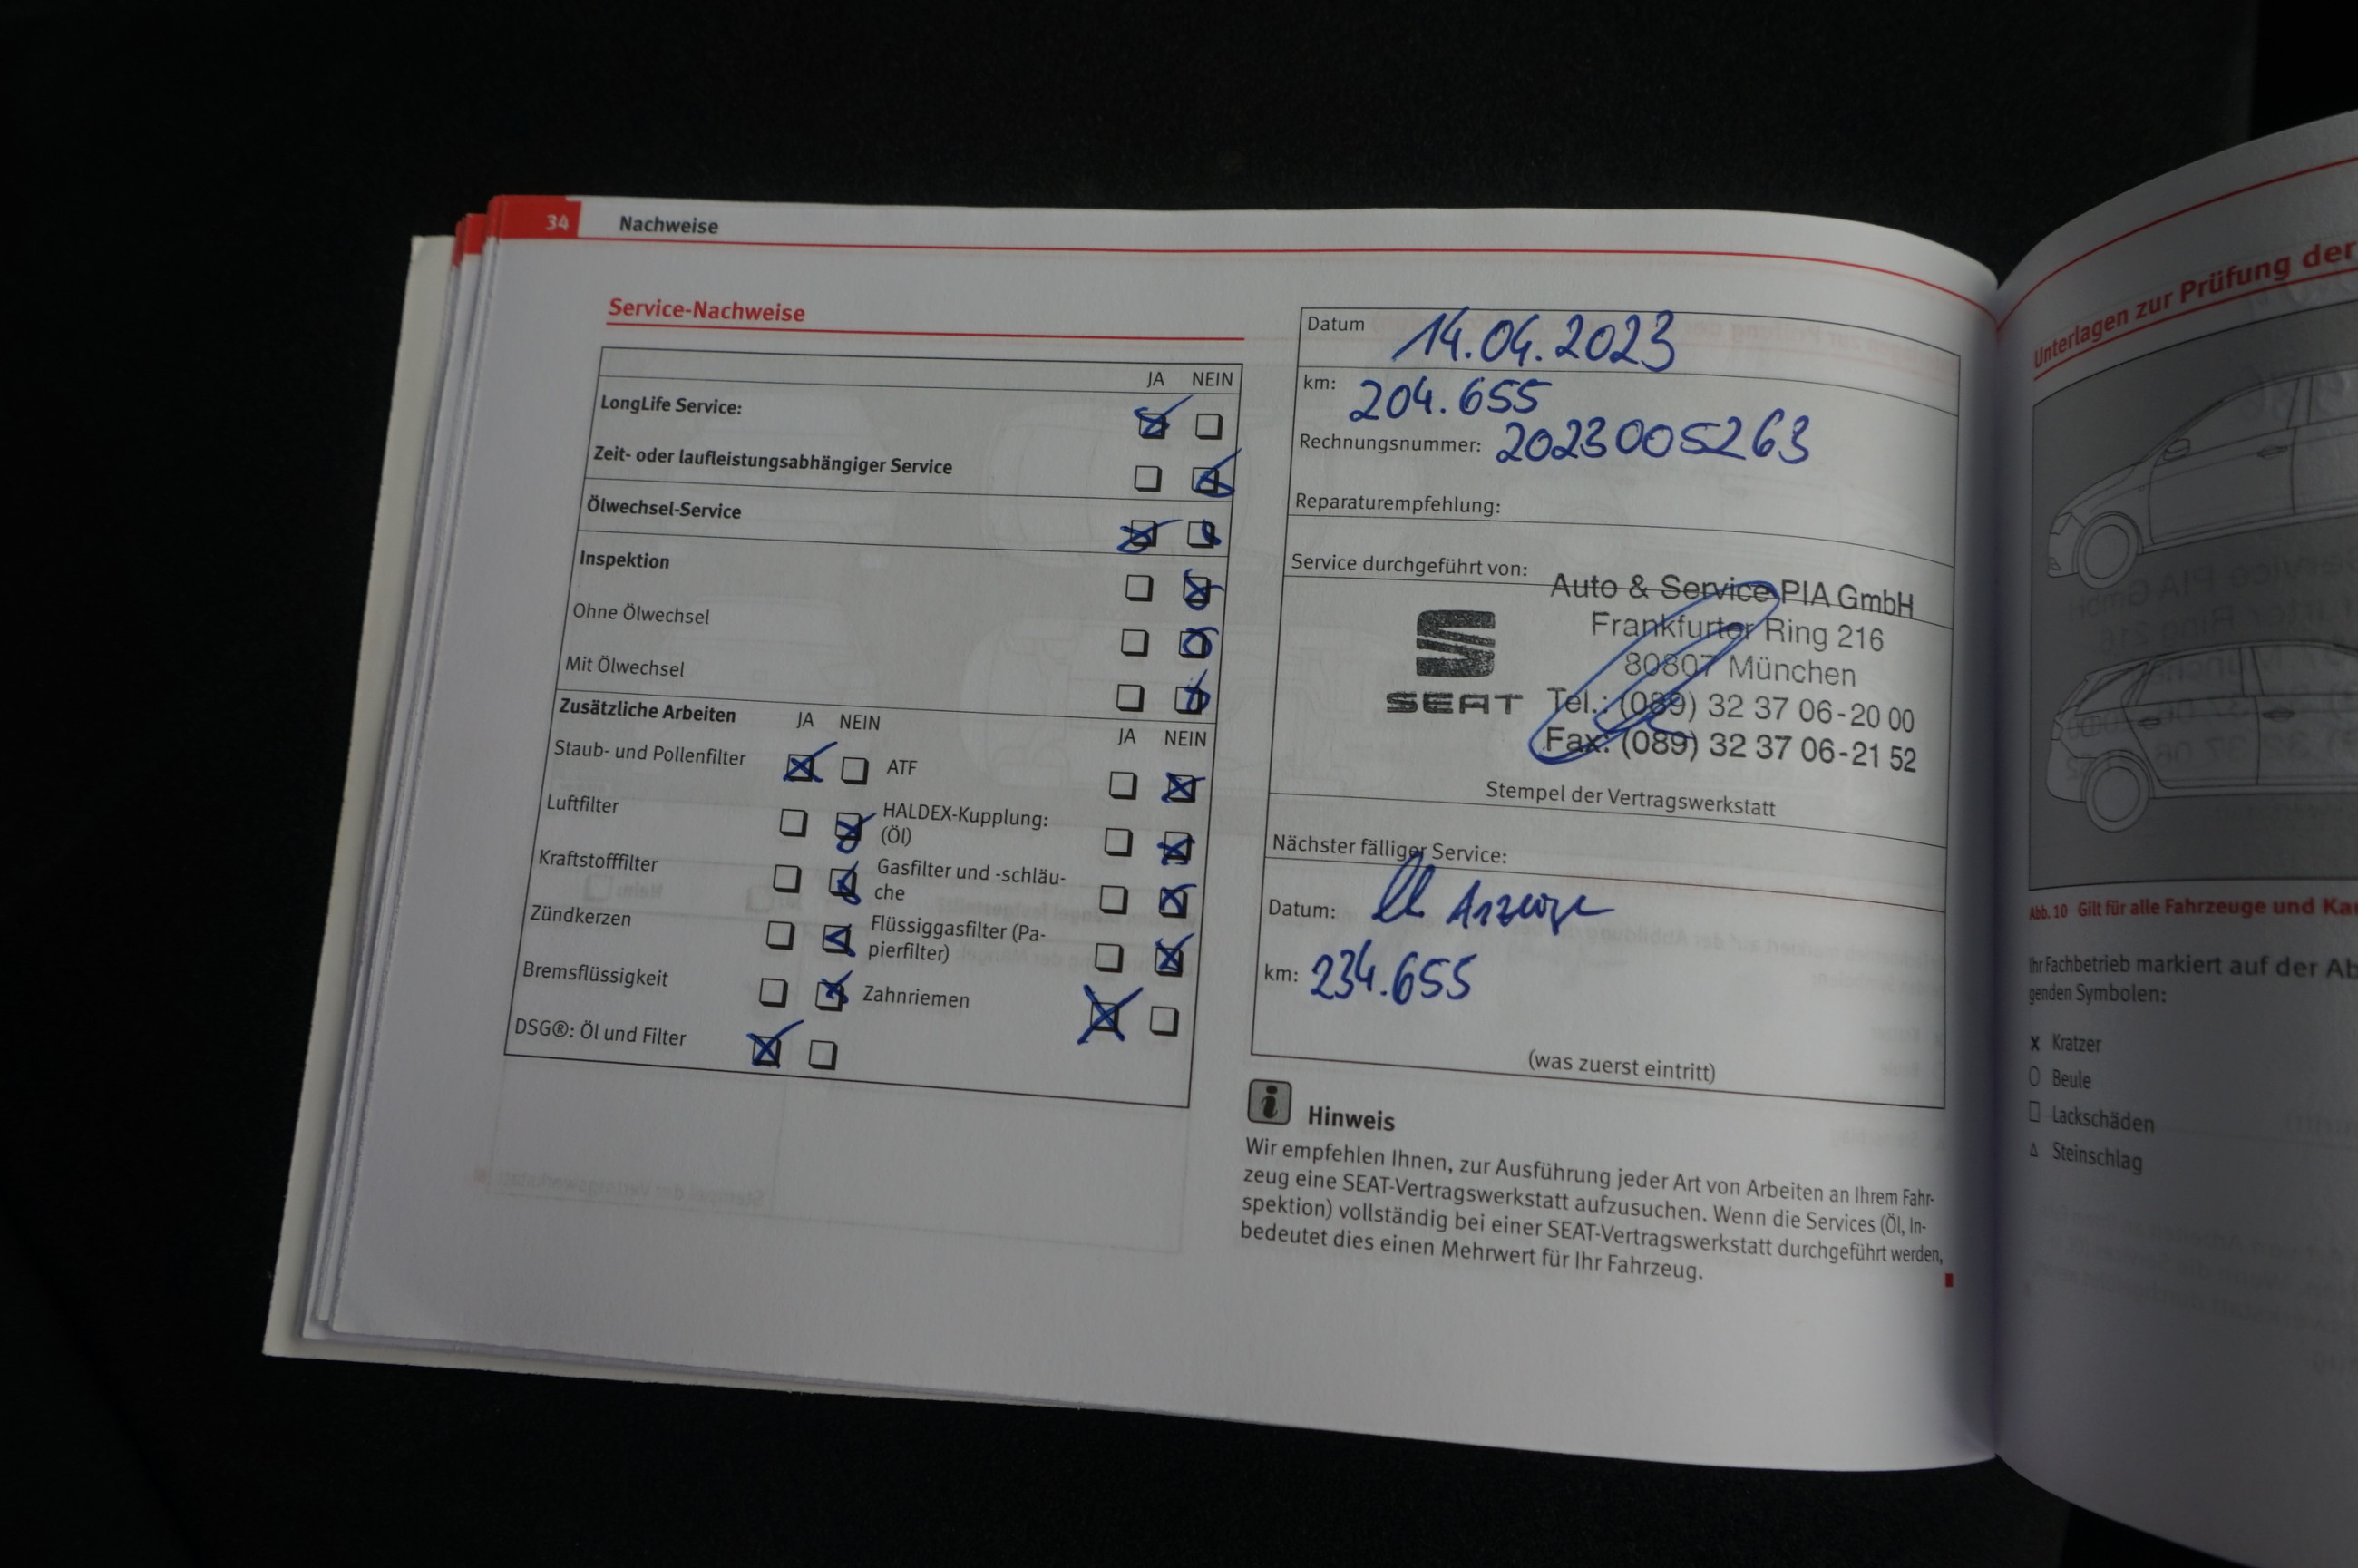 34 Nachweise
Service-Nachweise
JA NEIN
LongLife Service:
Zeit- oder laufleistungsabhängiger Service
Ölwechsel-Service
Inspektion
Ohne Ölwechsel
Mit Ölwechsel
Zusätzliche Arbeiten JA NEIN
JA NEIN
Staub- und Pollenfilter
ATF
Luftfilter
HALDEX-Kupplung:
(Öl)
Kraftstofffilter
Gasfilter und -schläu-
che
Zündkerzen
Flüssiggasfilter (Pa-
pierfilter)
Bremsflüssigkeit
Zahnriemen
DSG®: Öl und Filter
Datum 14.04.2023
km: 204.655
Rechnungsnummer: 2023005263
Reparaturempfehlung:
Service durchgeführt von:
Auto & Service PIA GmbH
Frankfurter Ring 216
80807 München
SEAT
Tel.: (089) 32 37 06-20 00
Fax: (089) 32 37 06-21 52
Stempel der Vertragswerkstatt
Nächster fälliger Service:
Datum: Anzeige
km: 234.655
(was zuerst eintritt)
Hinweis
Wir empfehlen Ihnen, zur Ausführung jeder Art von Arbeiten an Ihrem Fahr-
zeug eine SEAT-Vertragswerkstatt aufzusuchen. Wenn die Services (Öl, In-
spektion) vollständig bei einer SEAT-Vertragswerkstatt durchgeführt werden,
bedeutet dies einen Mehrwert für Ihr Fahrzeug.
Unterlagen zur Prüfung der
Abb. 10 Gilt für alle Fahrzeuge und
Ihr Fachbetrieb markiert auf der
genden Symbolen:
x Kratzer
O Beule
□ Lackschäden
△ Steinschlag